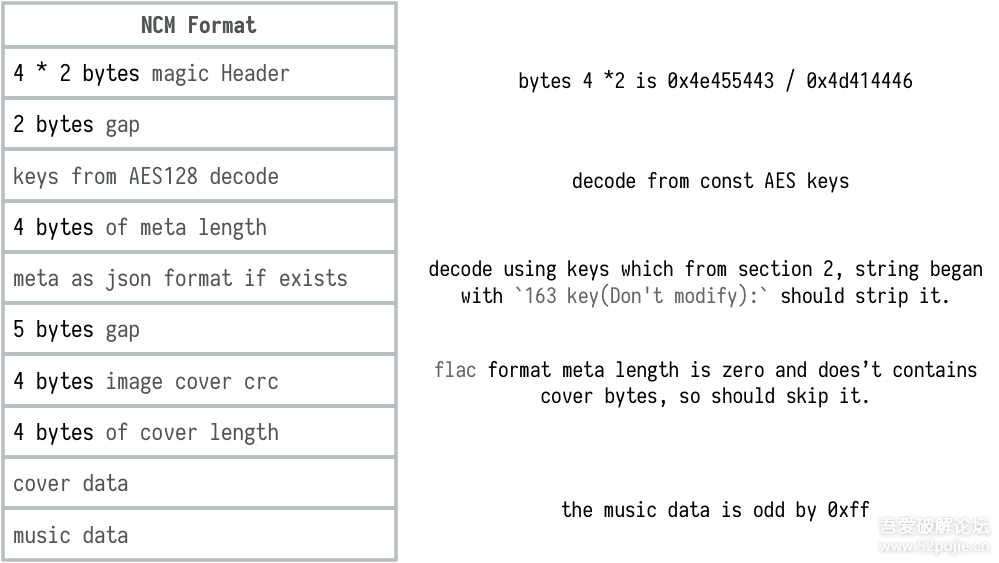 NCM Format
4 * 2 bytes magic Header
bytes 4 *2 is 0x4e455443 / 0x4d414446
2 bytes gap
keys from AES128 decode
decode from const AES keys
4 bytes of meta length
meta as json format if exists
decode using keys which from section 2, string began
with `163 key(Don't modify):` should strip it.
5 bytes gap
4 bytes image cover crc
flac format meta length is zero and does’t contains
cover bytes, so should skip it.
4 bytes of cover length
cover data
music data
the music data is odd by 0xff
吾爱破解论坛
www.52pojie.cn